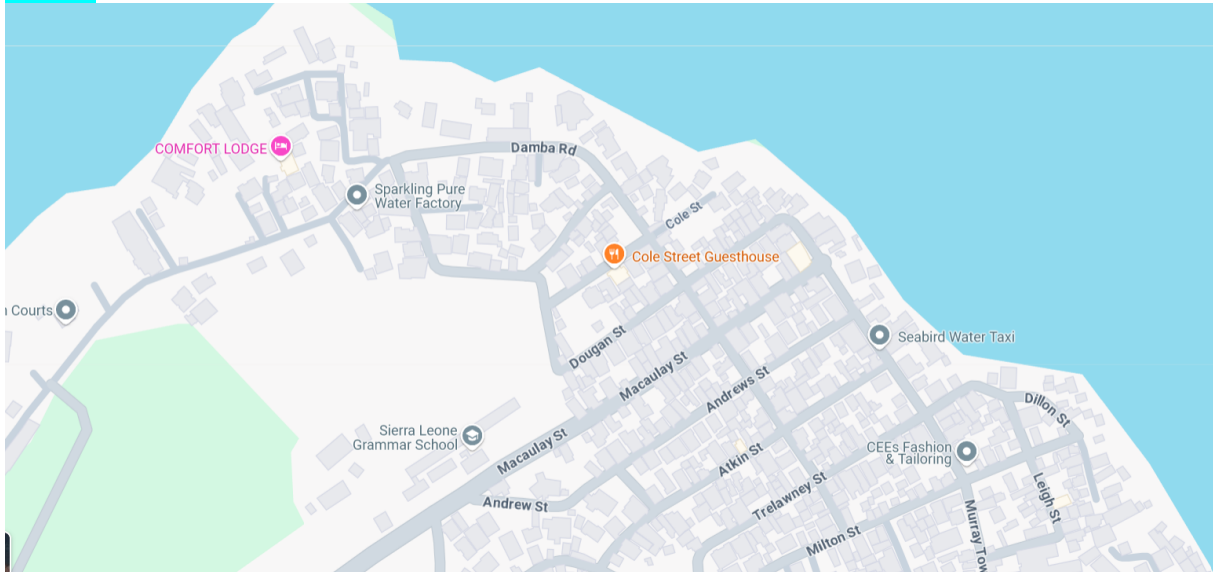 Damba Rd
COMFORT LODGE
Sparkling Pure
Water Factory
Cole St
Cole Street Guesthouse
Courts
Seabird Water Taxi
Dougan St
Macaulay St
Andrews St
Dillon St
Sierra Leone
Grammar School
Macaulay St
CEEs Fashion
& Tailoring
Atkin St
Trelawney St
Leigh St
Andrew St
Milton St
Murray Tow